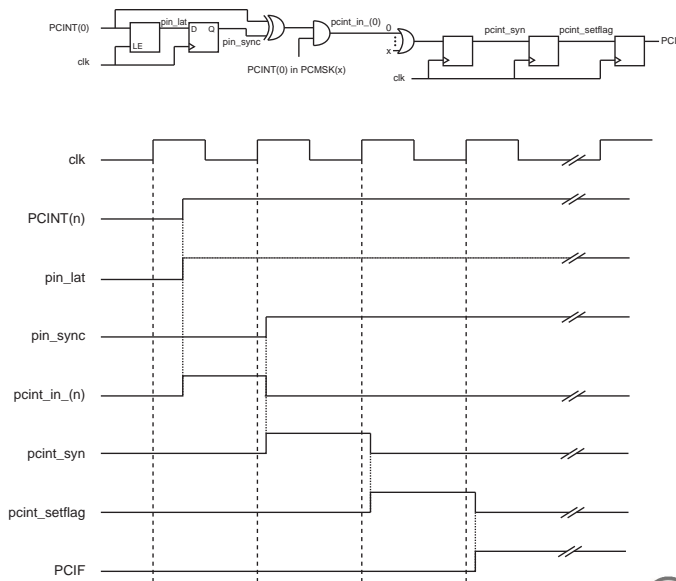 PCINT(0)
clk
pin_lat
LE
D Q
pin_sync
PCINT(0) in PCMSK(x)
pcint_in_(0)
0
x
clk
pcint_syn
pcint_setflag
clk
PCINT(n)
pin_lat
pin_sync
pcint_in_(n)
pcint_syn
pcint_setflag
PCIF